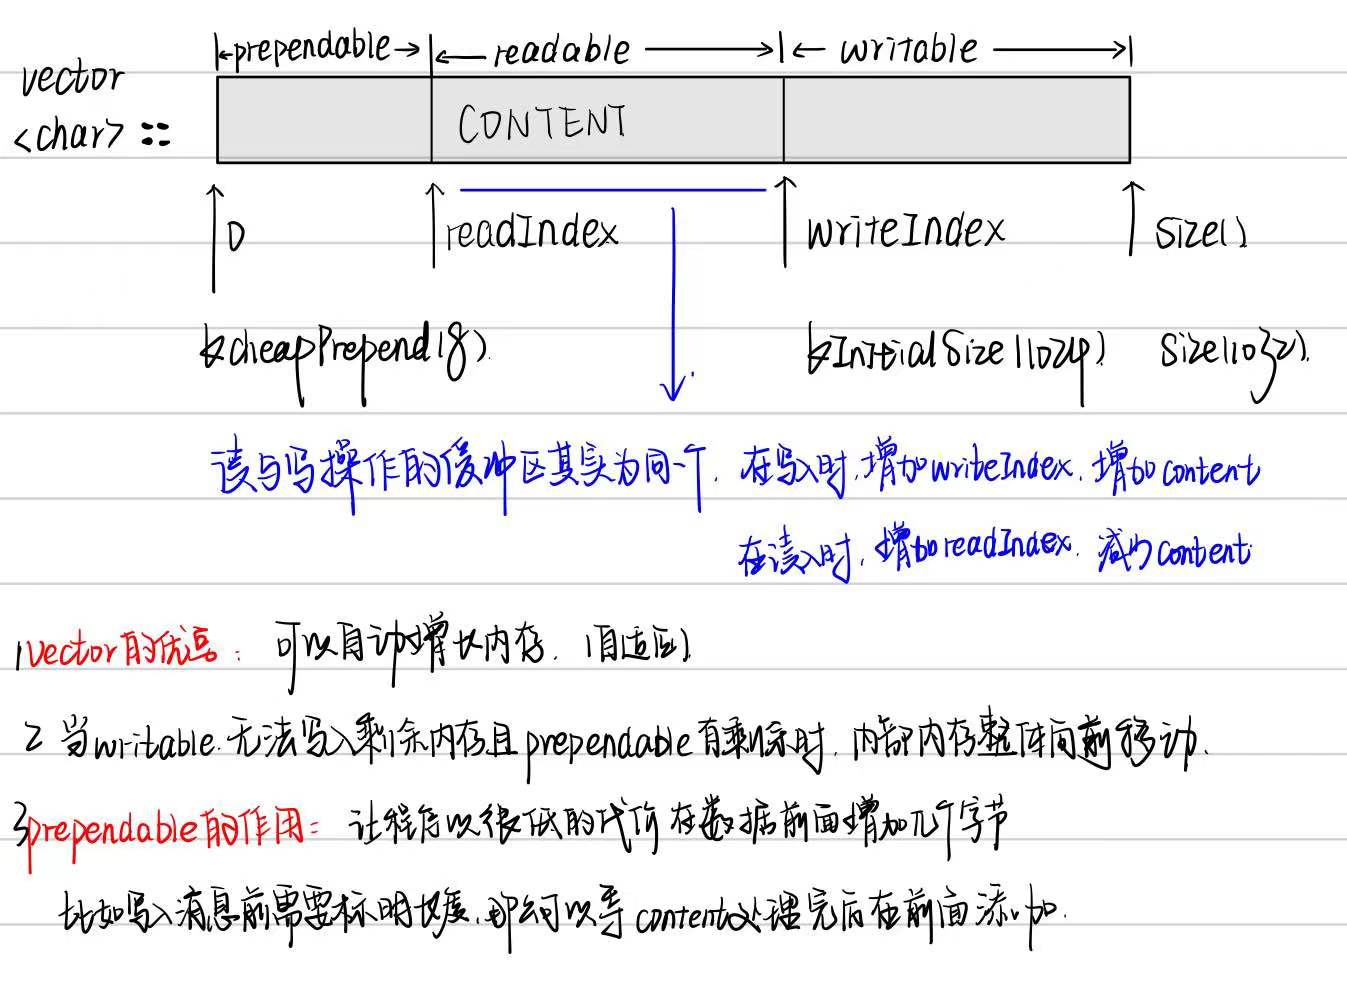 prependable readable writable
vector
<char> ::
CONTENT
0 readIndex writeIndex size()
kcheapPrepend(8) kInitialSize(1024) size(1032).
读与写操作的缓冲区其实为同一个. 在写入时,增加writeIndex. 增加content
在读入时,增加readIndex. 减少content.
1 vector的优点: 可以自动增长内存. (自适应)
2 当writable无法写入剩余内存且prependable有剩余时. 内部内存整体向前移动.
3 prependable的作用: 让程序以很低的代价在数据前面增加几个字节
比如写入消息前需要标明长度,那么可以等content处理完后在前面添加.